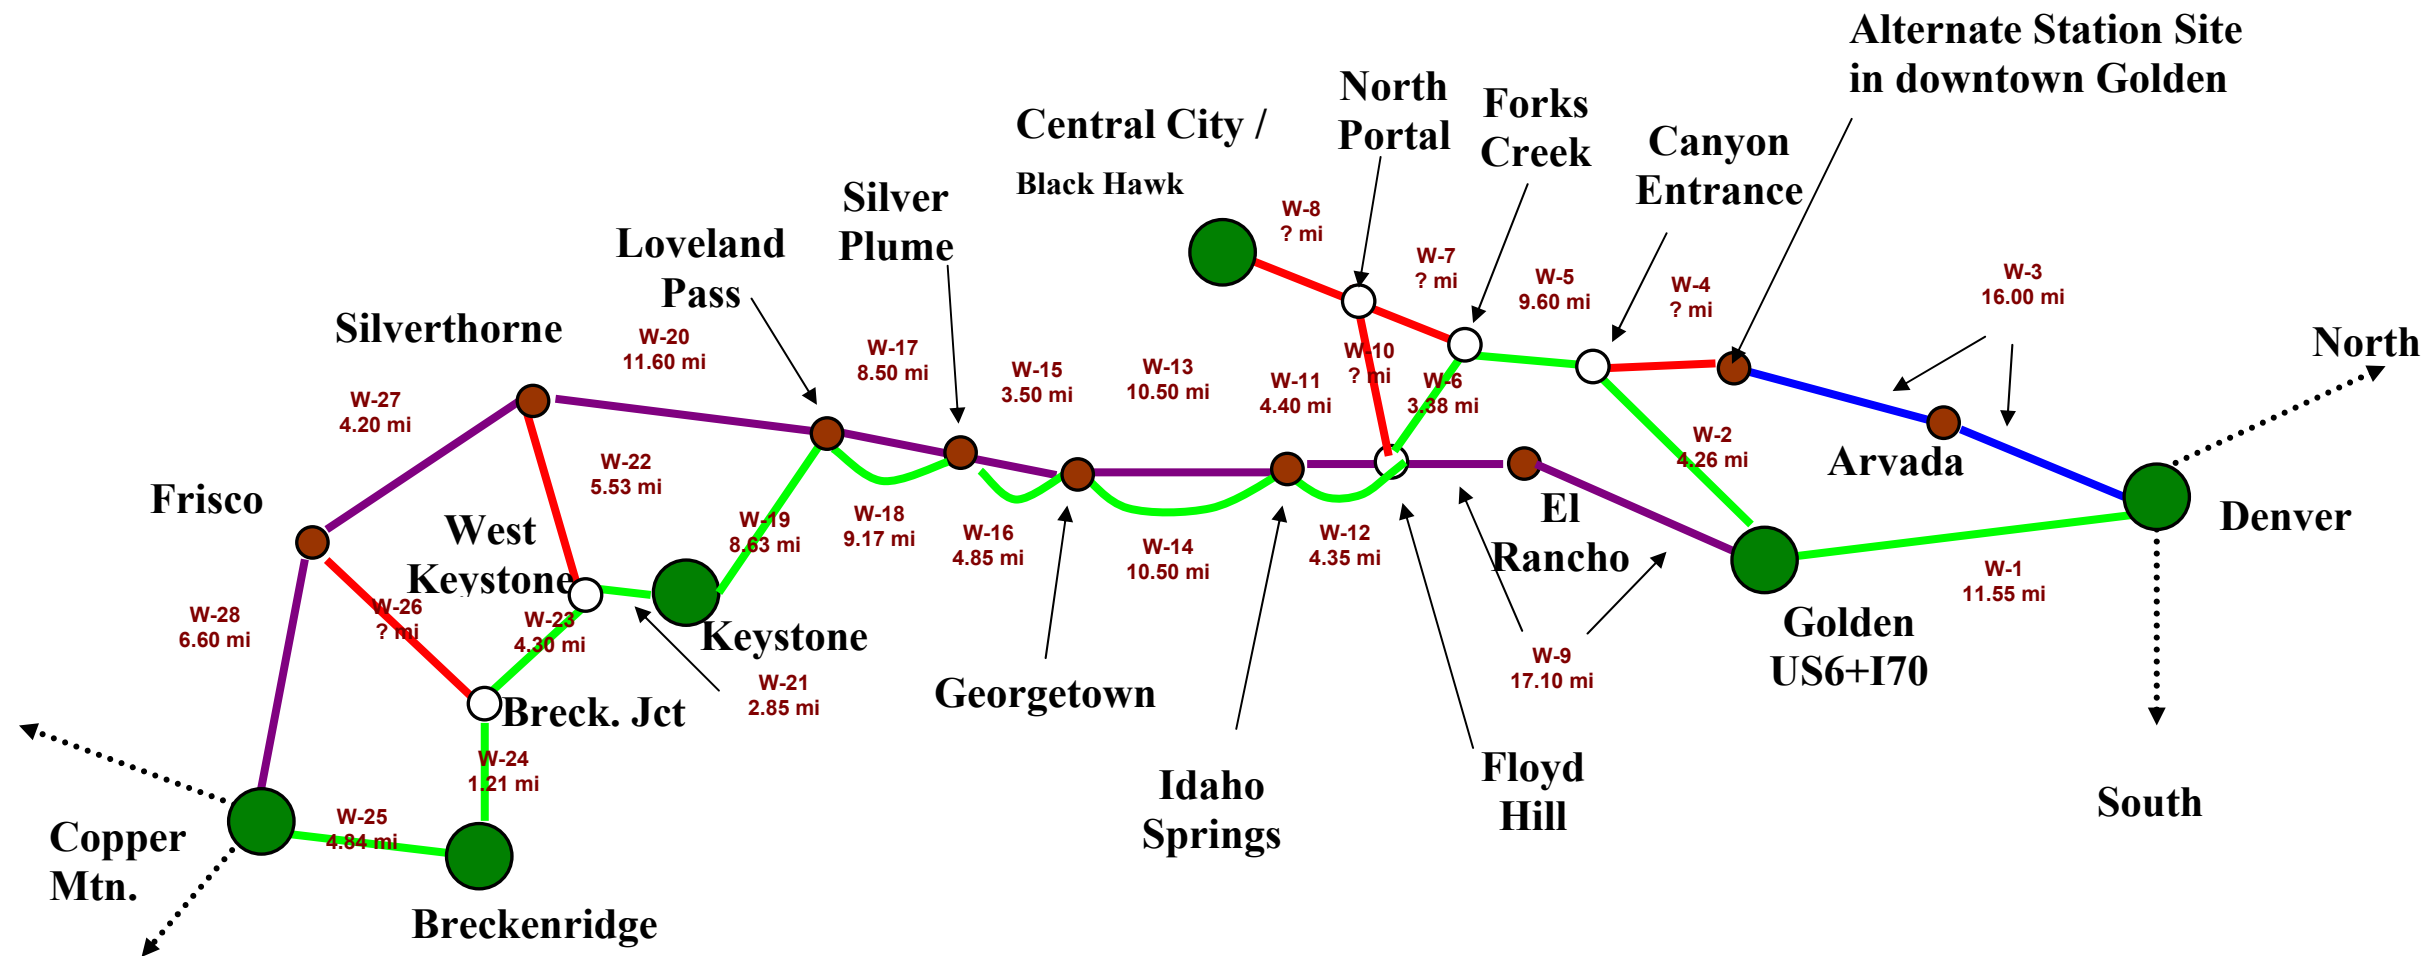 Alternate Station Site
in downtown Golden
North
Portal
Forks
Creek
Central City /
Black Hawk
Canyon
Entrance
Silver
Plume
Loveland
Pass
W-8
? mi
W-7
? mi
W-5
9.60 mi
W-4
? mi
W-3
16.00 mi
North
Silverthorne
W-20
11.60 mi
W-17
8.50 mi
W-15
3.50 mi
W-13
10.50 mi
W-11
4.40 mi
W-10
? mi
W-6
3.38 mi
W-27
4.20 mi
W-22
5.53 mi
W-2
4.26 mi
Arvada
Frisco
West
Keystone
W-19
8.63 mi
W-18
9.17 mi
W-16
4.85 mi
W-14
10.50 mi
W-12
4.35 mi
El
Rancho
Denver
W-1
11.55 mi
W-28
6.60 mi
W-26
? mi
W-23
4.30 mi
Keystone
W-21
2.85 mi
Georgetown
W-9
17.10 mi
Golden
US6+I70
Breck. Jct
W-24
1.21 mi
Idaho
Springs
Floyd
Hill
South
Copper
Mtn.
W-25
4.84 mi
Breckenridge